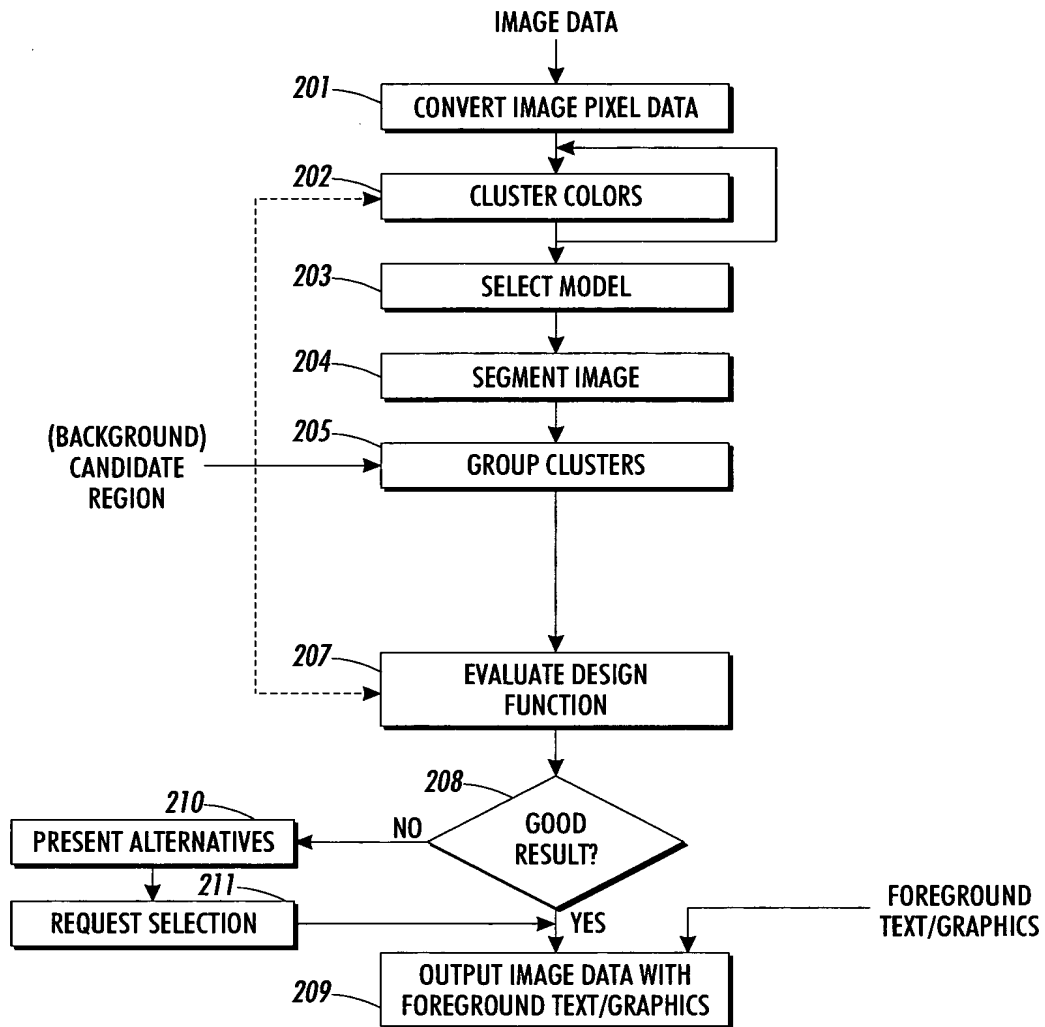 IMAGE DATA
201
CONVERT IMAGE PIXEL DATA
202
CLUSTER COLORS
203
SELECT MODEL
204
SEGMENT IMAGE
205
GROUP CLUSTERS
(BACKGROUND)
CANDIDATE
REGION
207
EVALUATE DESIGN
FUNCTION
208
GOOD
RESULT?
NO
YES
210
PRESENT ALTERNATIVES
211
REQUEST SELECTION
FOREGROUND
TEXT/GRAPHICS
209
OUTPUT IMAGE DATA WITH
FOREGROUND TEXT/GRAPHICS